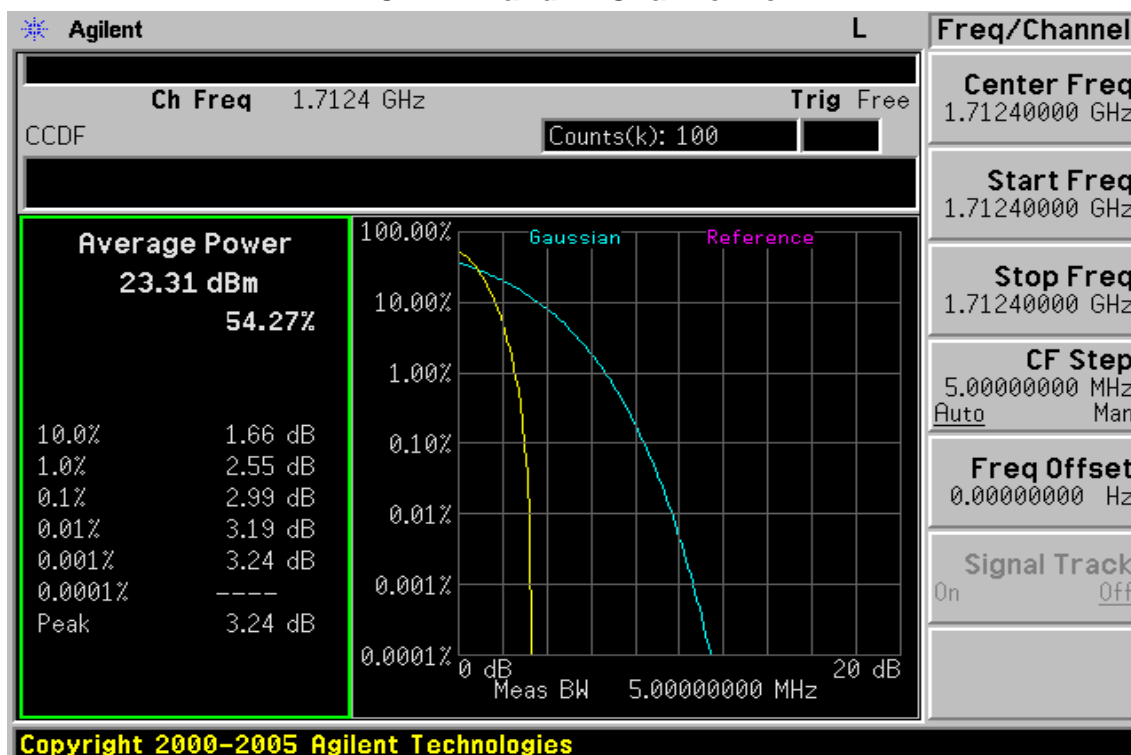 Agilent L Freq/Channel
Ch Freq 1.7124 GHz Trig Free
CCDF Counts(k): 100
Average Power
23.31 dBm
54.27%
10.0% 1.66 dB
1.0% 2.55 dB
0.1% 2.99 dB
0.01% 3.19 dB
0.001% 3.24 dB
0.0001% ----
Peak 3.24 dB
Gaussian Reference
100.00%
10.00%
1.00%
0.10%
0.01%
0.001%
0.0001%
0 dB 20 dB
Meas BW 5.00000000 MHz
Center Freq
1.71240000 GHz
Start Freq
1.71240000 GHz
Stop Freq
1.71240000 GHz
CF Step
5.00000000 MHz
Auto Man
Freq Offset
0.00000000 Hz
Signal Track
On Off
Copyright 2000-2005 Agilent Technologies